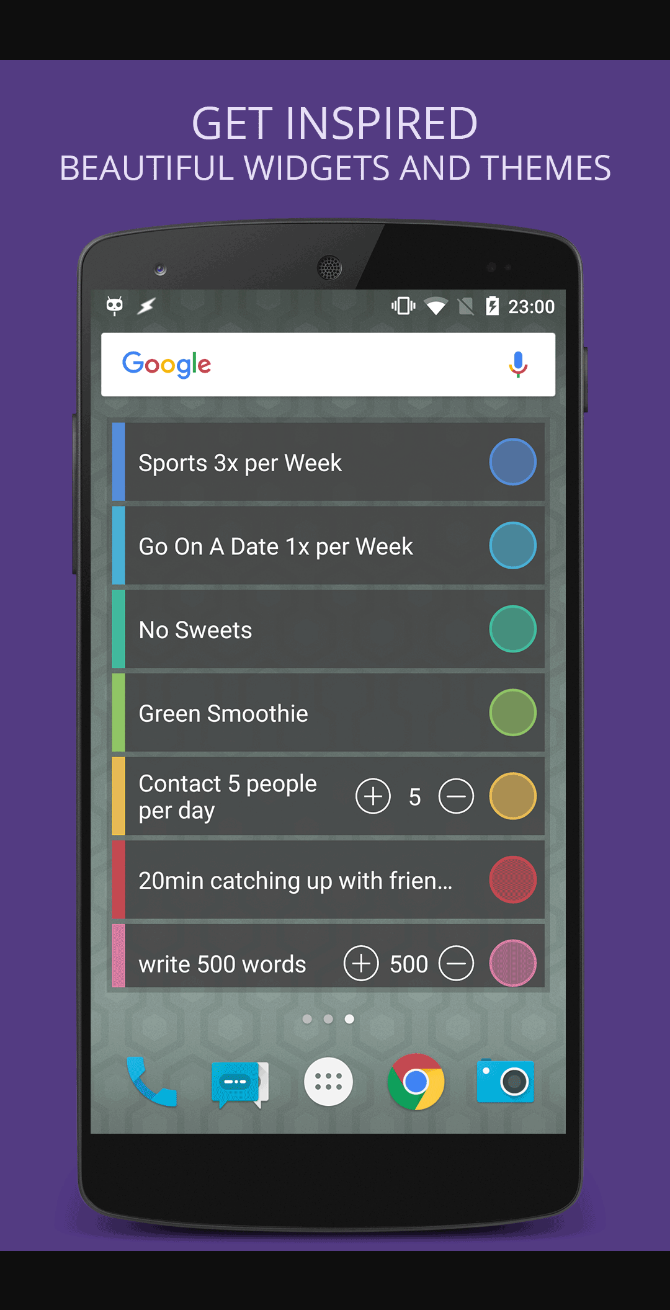 GET INSPIRED
BEAUTIFUL WIDGETS AND THEMES
23:00
Google
Sports 3x per Week
Go On A Date 1x per Week
No Sweets
Green Smoothie
Contact 5 people
per day
5
20min catching up with frien...
write 500 words
500